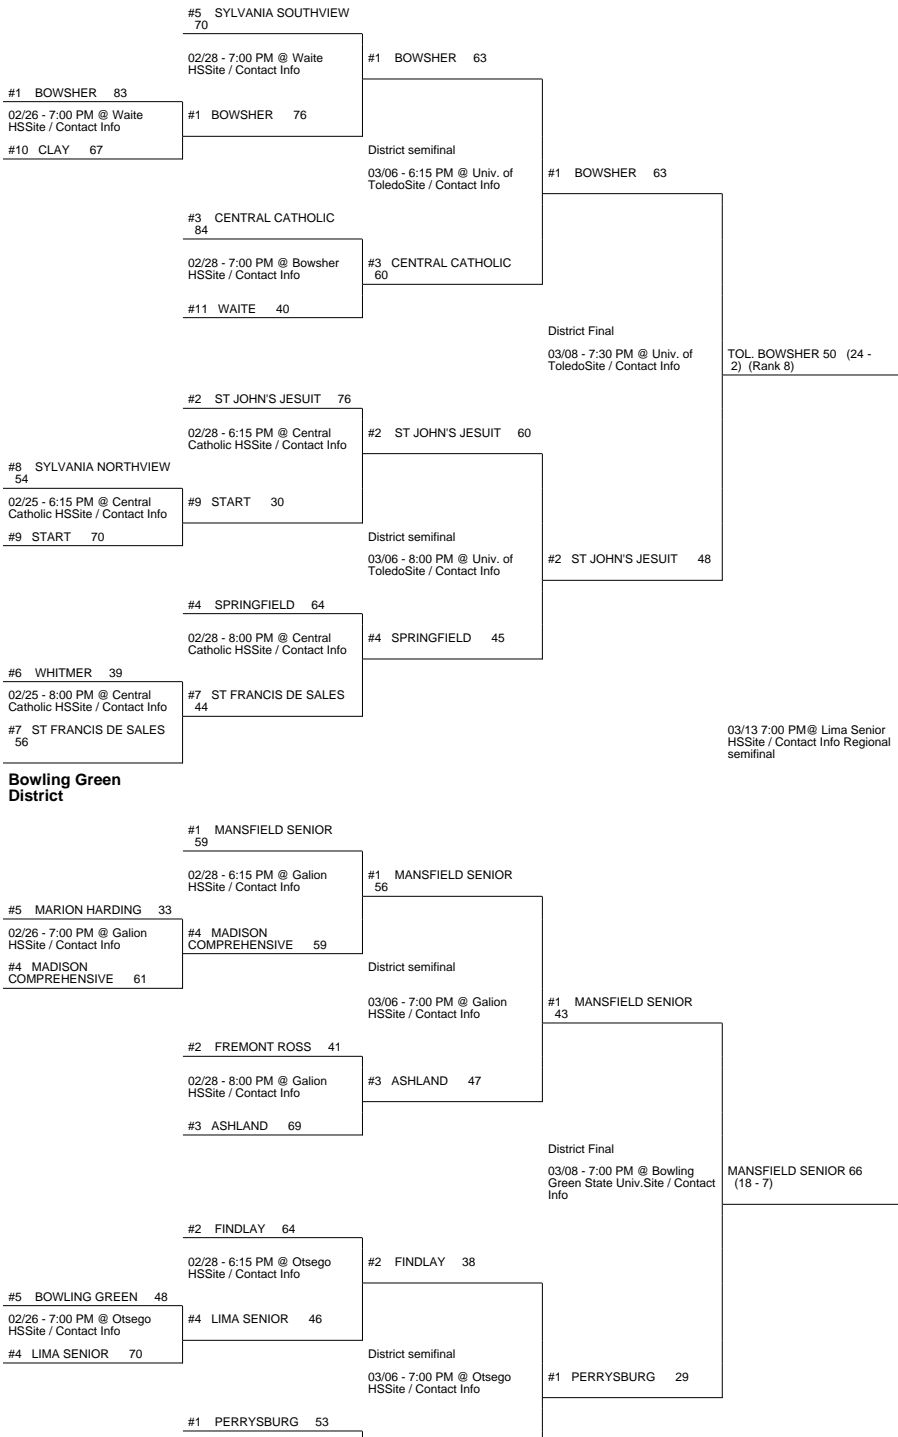 #5 SYLVANIA SOUTHVIEW
70
02/28 - 7:00 PM @ Waite
HSSite / Contact Info
#1 BOWSHER 63
#1 BOWSHER 83
02/26 - 7:00 PM @ Waite
HSSite / Contact Info
#1 BOWSHER 76
#10 CLAY 67
District semifinal
03/06 - 6:15 PM @ Univ. of
ToledoSite / Contact Info
#1 BOWSHER 63
#3 CENTRAL CATHOLIC
84
02/28 - 7:00 PM @ Bowsher
HSSite / Contact Info
#3 CENTRAL CATHOLIC
60
#11 WAITE 40
District Final
03/08 - 7:30 PM @ Univ. of
ToledoSite / Contact Info
TOL. BOWSHER 50 (24 -
2) (Rank 8)
#2 ST JOHN'S JESUIT 76
02/28 - 6:15 PM @ Central
Catholic HSSite / Contact Info
#2 ST JOHN'S JESUIT 60
#8 SYLVANIA NORTHVIEW
54
02/25 - 6:15 PM @ Central
Catholic HSSite / Contact Info
#9 START 30
#9 START 70
District semifinal
03/06 - 8:00 PM @ Univ. of
ToledoSite / Contact Info
#2 ST JOHN'S JESUIT 48
#4 SPRINGFIELD 64
02/28 - 8:00 PM @ Central
Catholic HSSite / Contact Info
#4 SPRINGFIELD 45
#6 WHITMER 39
02/25 - 8:00 PM @ Central
Catholic HSSite / Contact Info
#7 ST FRANCIS DE SALES
44
#7 ST FRANCIS DE SALES
56
03/13 7:00 PM@ Lima Senior
HSSite / Contact Info Regional
semifinal
Bowling Green
District
#1 MANSFIELD SENIOR
59
02/28 - 6:15 PM @ Galion
HSSite / Contact Info
#1 MANSFIELD SENIOR
56
#5 MARION HARDING 33
02/26 - 7:00 PM @ Galion
HSSite / Contact Info
#4 MADISON
COMPREHENSIVE 59
#4 MADISON
COMPREHENSIVE 61
District semifinal
03/06 - 7:00 PM @ Galion
HSSite / Contact Info
#1 MANSFIELD SENIOR
43
#2 FREMONT ROSS 41
02/28 - 8:00 PM @ Galion
HSSite / Contact Info
#3 ASHLAND 47
#3 ASHLAND 69
District Final
03/08 - 7:00 PM @ Bowling
Green State Univ.Site / Contact
Info
MANSFIELD SENIOR 66
(18 - 7)
#2 FINDLAY 64
02/28 - 6:15 PM @ Otsego
HSSite / Contact Info
#2 FINDLAY 38
#5 BOWLING GREEN 48
02/26 - 7:00 PM @ Otsego
HSSite / Contact Info
#4 LIMA SENIOR 46
#4 LIMA SENIOR 70
District semifinal
03/06 - 7:00 PM @ Otsego
HSSite / Contact Info
#1 PERRYSBURG 29
#1 PERRYSBURG 53